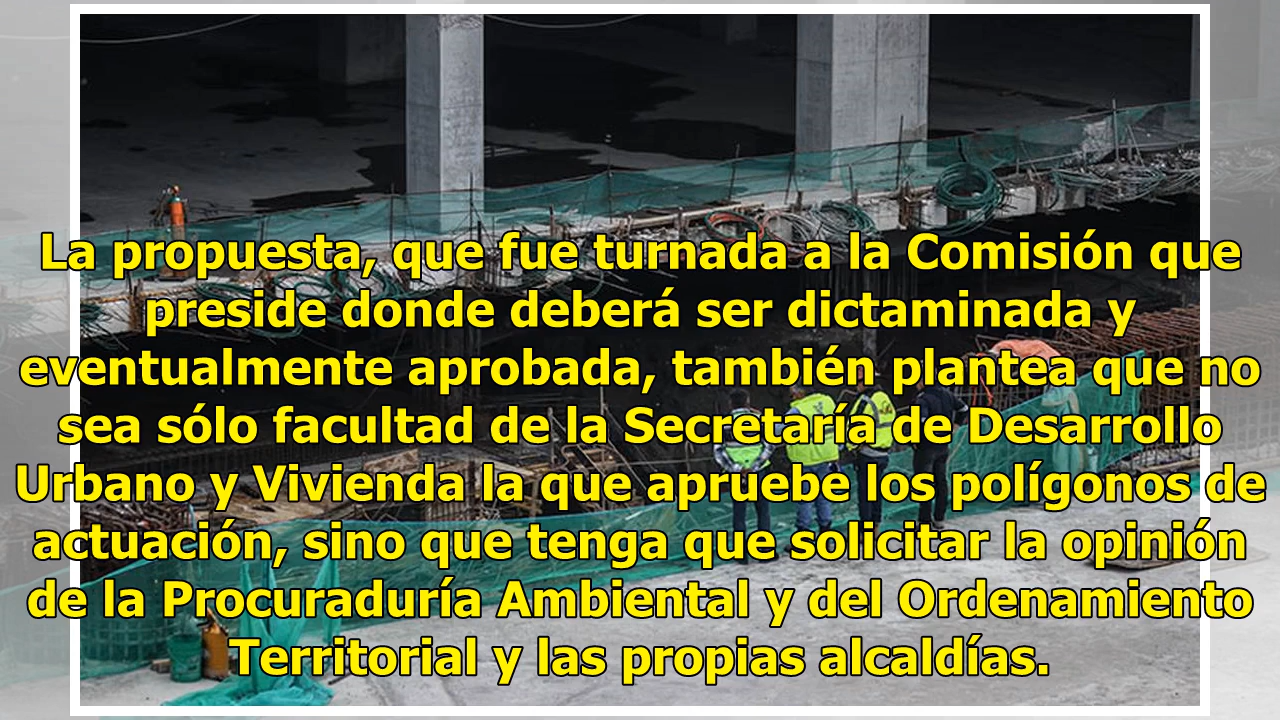 La propuesta, que fue turnada a la Comisión que
preside donde deberá ser dictaminada y
eventualmente aprobada, también plantea que no
sea sólo facultad de la Secretaría de Desarrollo
Urbano y Vivienda la que apruebe los polígonos de
actuación, sino que tenga que solicitar la opinión
de la Procuraduría Ambiental y del Ordenamiento
Territorial y las propias alcaldías.